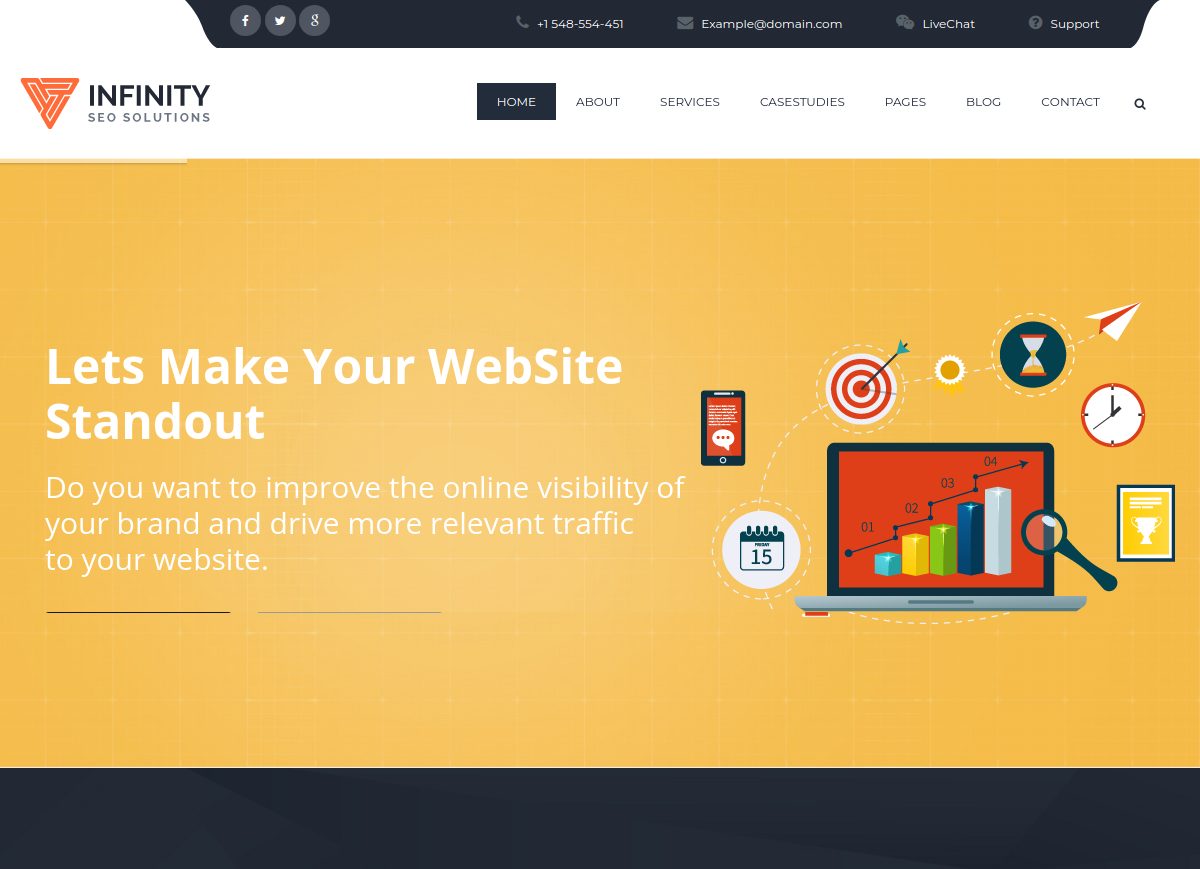 +1 548-554-451 Example@domain.com LiveChat Support
INFINITY
SEO SOLUTIONS
HOME ABOUT SERVICES CASESTUDIES PAGES BLOG CONTACT
Lets Make Your WebSite
Standout
Do you want to improve the online visibility of
your brand and drive more relevant traffic
to your website.
04
03
02
01
FRIDAY
15